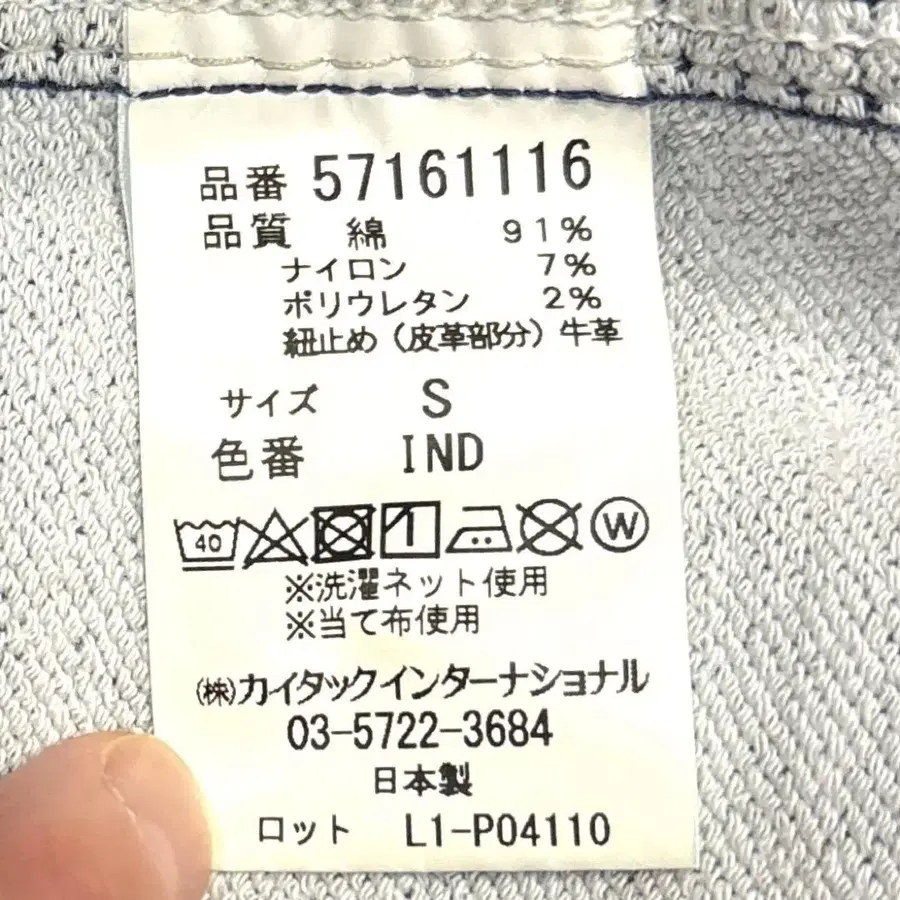 品番 57161116
品質 綿 91%
ナイロン 7%
ポリウレタン 2%
紐止め（皮革部分）牛革
サイズ S
色番 IND
40 W
※洗濯ネット使用
※当て布使用
㈱カイタックインターナショナル
03-5722-3684
日本製
ロット L1-P04110